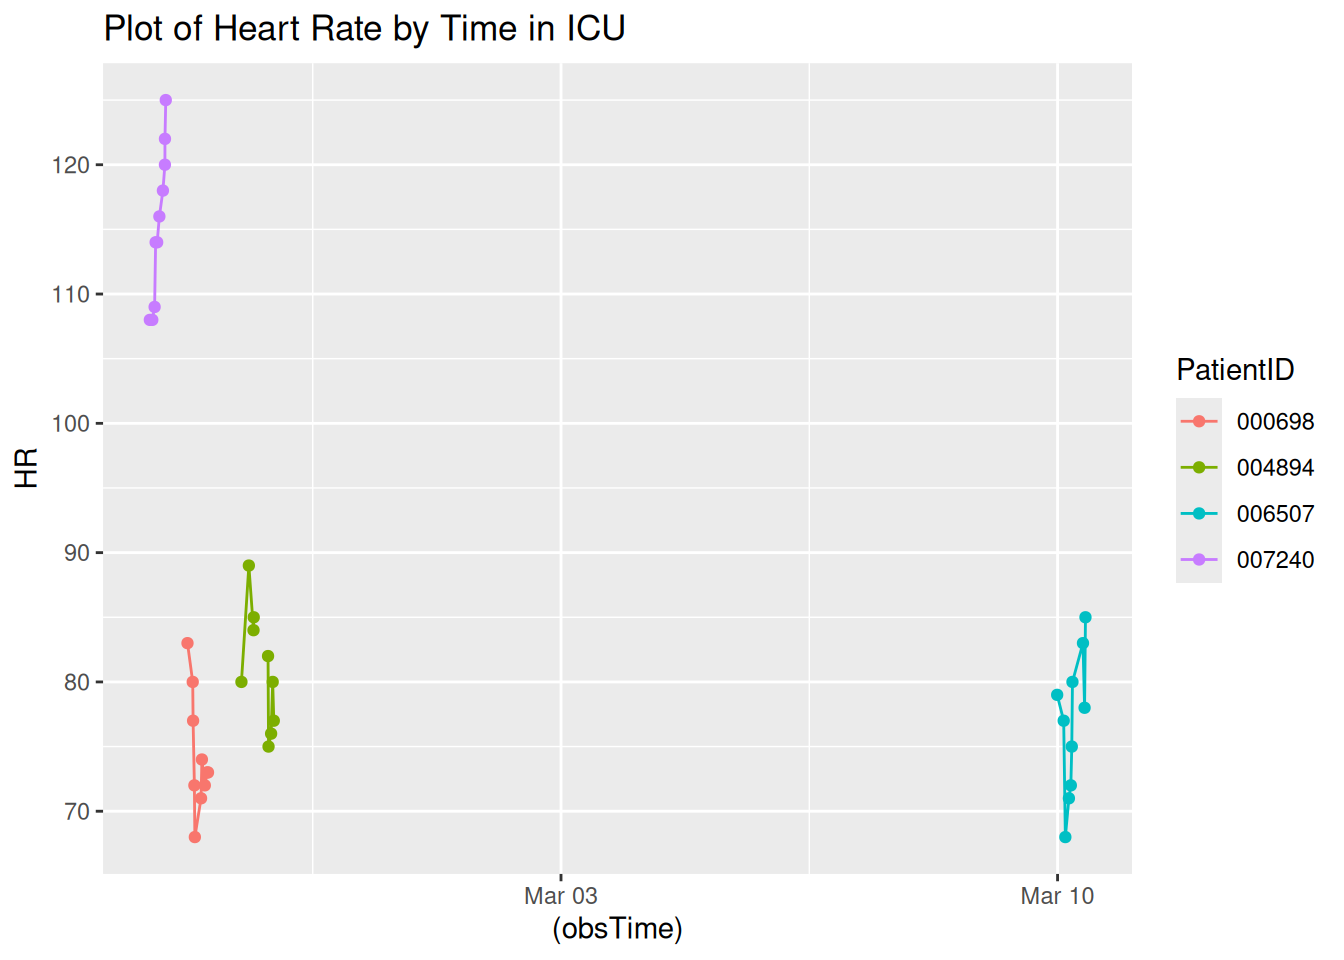 Plot of Heart Rate by Time in ICU
120
110
100
90
80
70
HR
Mar 03
Mar 10
(obsTime)
PatientID
000698
004894
006507
007240